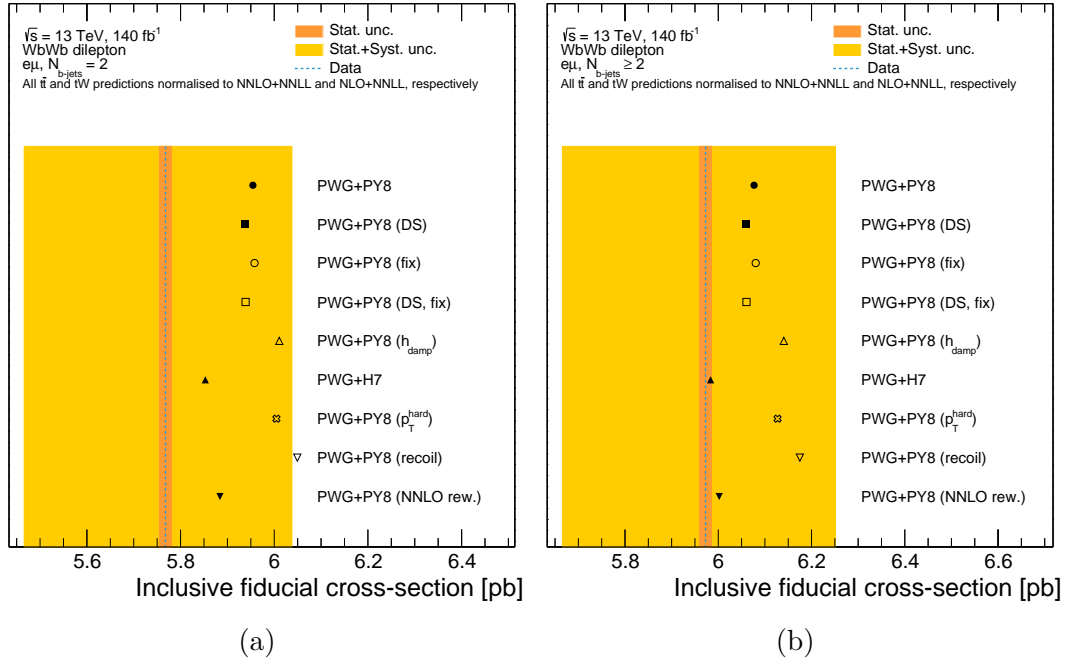 √s = 13 TeV, 140 fb⁻¹
WbWb dilepton
eμ, N_b-jets = 2
All tt̄ and tW predictions normalised to NNLO+NNLL and NLO+NNLL, respectively
Stat. unc.
Stat.+Syst. unc.
Data
PWG+PY8
PWG+PY8 (DS)
PWG+PY8 (fix)
PWG+PY8 (DS, fix)
PWG+PY8 (h_damp)
PWG+H7
PWG+PY8 (p_T^hard)
PWG+PY8 (recoil)
PWG+PY8 (NNLO rew.)
5.6 5.8 6 6.2 6.4
Inclusive fiducial cross-section [pb]
(a)
√s = 13 TeV, 140 fb⁻¹
WbWb dilepton
eμ, N_b-jets ≥ 2
All tt̄ and tW predictions normalised to NNLO+NNLL and NLO+NNLL, respectively
Stat. unc.
Stat.+Syst. unc.
Data
PWG+PY8
PWG+PY8 (DS)
PWG+PY8 (fix)
PWG+PY8 (DS, fix)
PWG+PY8 (h_damp)
PWG+H7
PWG+PY8 (p_T^hard)
PWG+PY8 (recoil)
PWG+PY8 (NNLO rew.)
5.8 6 6.2 6.4 6.6
Inclusive fiducial cross-section [pb]
(b)